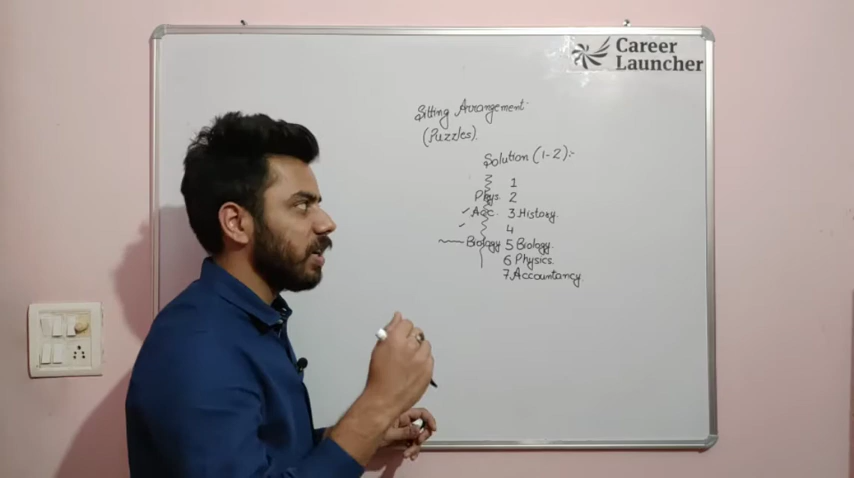 Career
Launcher
Sitting Arrangement
(Puzzles).
Solution (1-2):-
1
Phys. 2
✓ Acc. 3 History.
✓ 4
Biology 5 Biology.
6 Physics.
7 Accountancy.